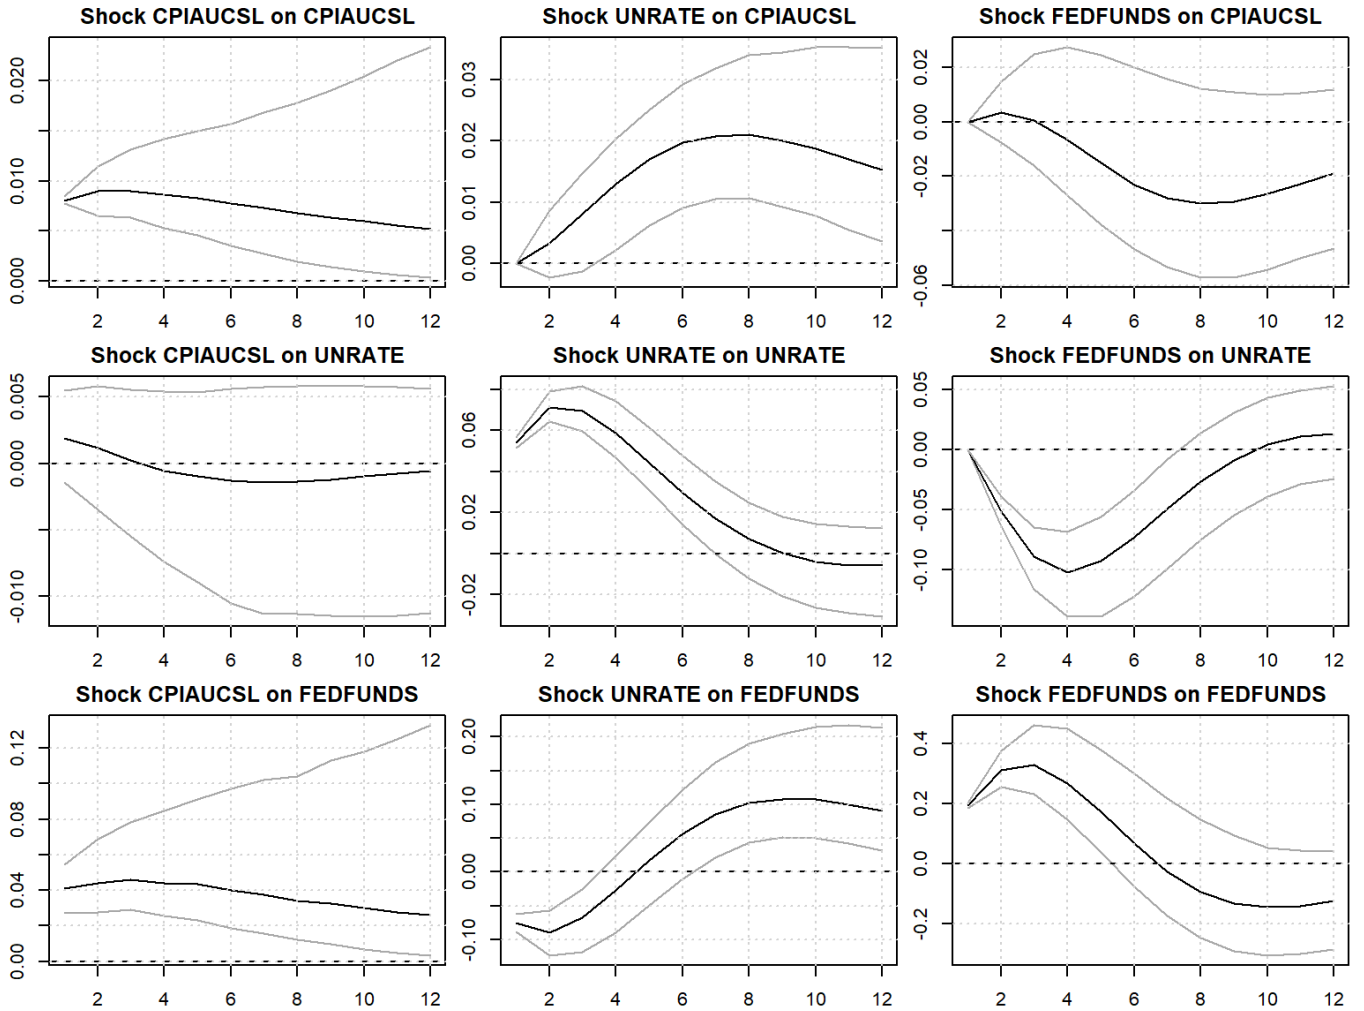 Shock CPIAUCSL on CPIAUCSL
0.020
0.010
0.000
2 4 6 8 10 12
Shock UNRATE on CPIAUCSL
0.03
0.02
0.01
0.00
2 4 6 8 10 12
Shock FEDFUNDS on CPIAUCSL
0.02
0.00
-0.02
-0.06
2 4 6 8 10 12
Shock CPIAUCSL on UNRATE
0.005
0.000
-0.010
2 4 6 8 10 12
Shock UNRATE on UNRATE
0.06
0.02
-0.02
2 4 6 8 10 12
Shock FEDFUNDS on UNRATE
0.05
0.00
-0.05
-0.10
2 4 6 8 10 12
Shock CPIAUCSL on FEDFUNDS
0.12
0.08
0.04
0.00
2 4 6 8 10 12
Shock UNRATE on FEDFUNDS
0.20
0.10
0.00
-0.10
2 4 6 8 10 12
Shock FEDFUNDS on FEDFUNDS
0.4
0.2
0.0
-0.2
2 4 6 8 10 12